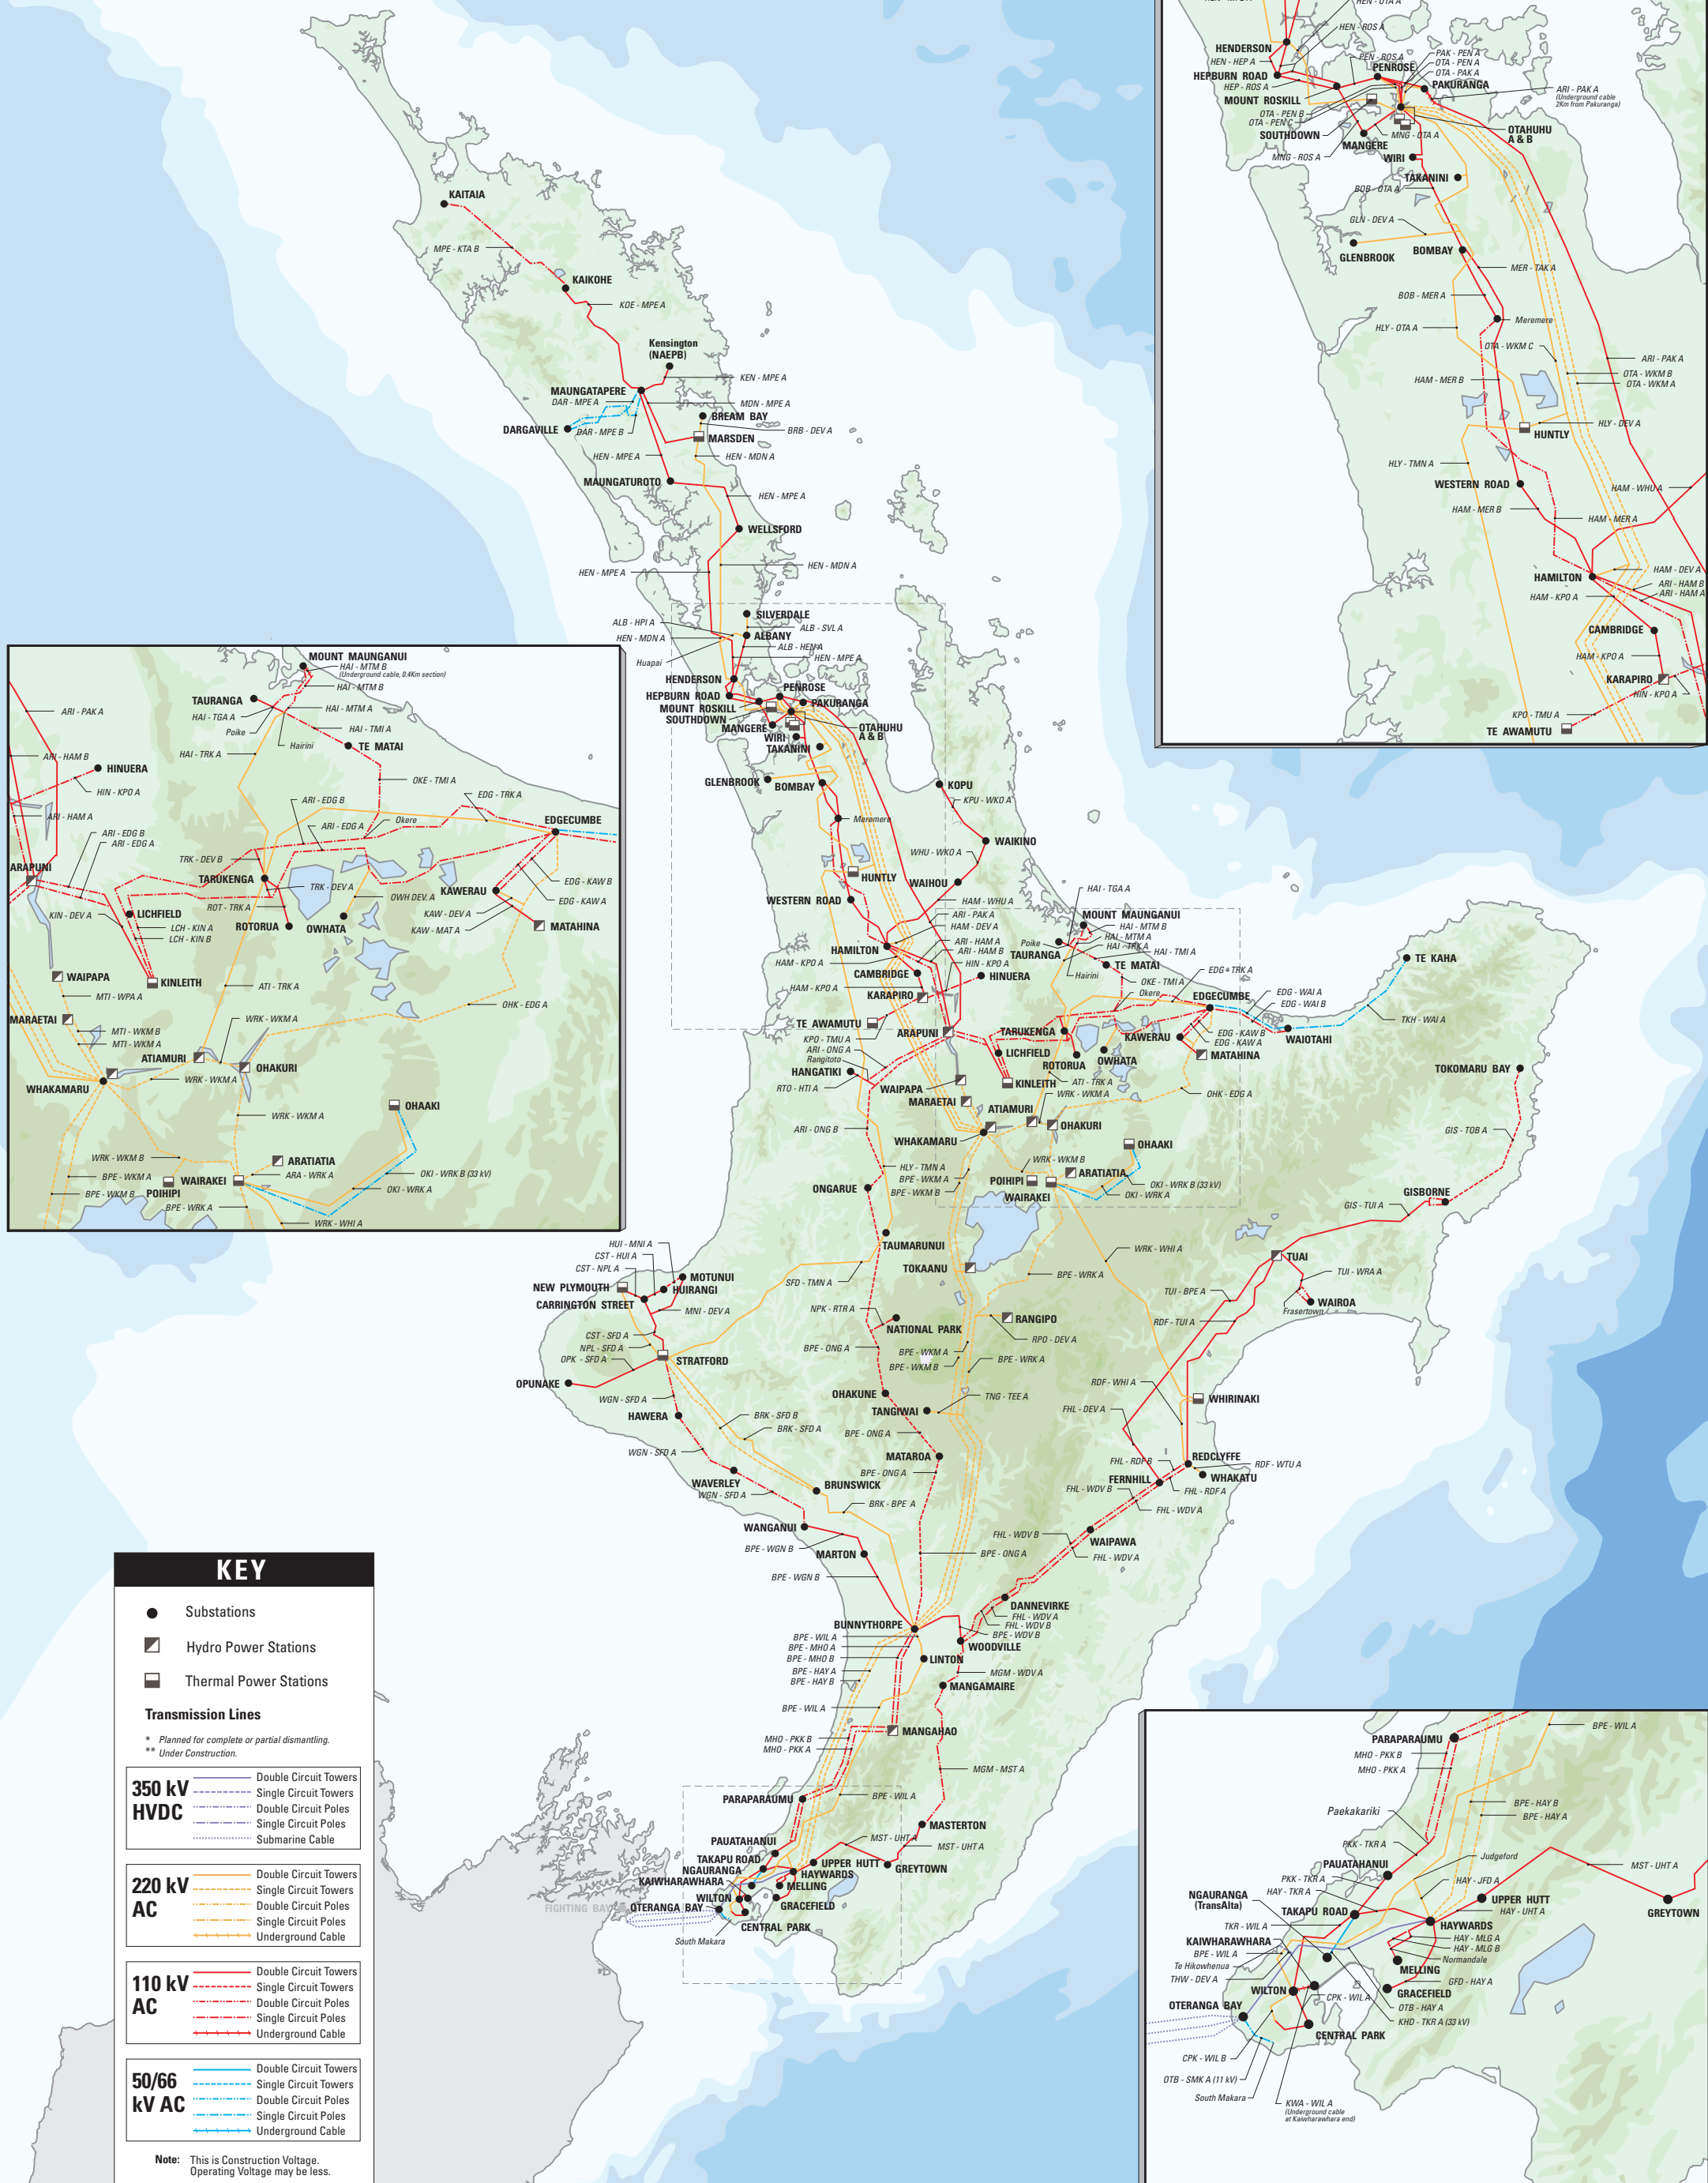 KAITAIA
MPE - KTA B
KAIKOHE
KOE - MPE A
Kensington
(NAEPB)
KEN - MPE A
MAUNGATAPERE
DAR - MPE A
MDN - MPE A
BREAM BAY
DARGAVILLE
DAR - MPE B
BRB - DEV A
MARSDEN
HEN - MPE A
HEN - MDN A
MAUNGATUROTO
HEN - MPE A
WELLSFORD
HEN - MPE A
HEN - MDN A
SILVERDALE
ALB - HPI A
ALB - SVL A
HEN - MDN A
ALBANY
ALB - HEN A
Huapai
HEN - MPE A
HENDERSON
HEPBURN ROAD
PENROSE
MOUNT ROSKILL
PAKURANGA
SOUTHDOWN
MANGERE
OTAHUHU
A & B
WIRI
TAKANINI
GLENBROOK
BOMBAY
KOPU
KPU - WKO A
Meremere
WAIKINO
WHU - WKO A
HUNTLY
WAIHOU
WESTERN ROAD
HAM - WHU A
ARI - PAK A
HAM - DEV A
HAMILTON
ARI - HAM A
ARI - HAM B
HAM - KPO A
HIN - KPO A
CAMBRIDGE
HINUERA
HAM - KPO A
KARAPIRO
TE AWAMUTU
KPO - TMU A
ARAPUNI
ARI - ONG A
Rangitoto
HANGATIKI
RTO - HTI A
HAI - TGA A
MOUNT MAUNGANUI
HAI - MTB B
HAI - MTM A
Poike
TAURANGA
HAI - TRK A
HAI - TMI A
TE MATAI
Hairini
OKE - TMI A
Okere
EDG - TRK A
EDGECUMBE
EDG - WAI A
EDG - WAI B
TE KAHA
TKH - WAI A
WAIOTAHI
TARUKENGA
KAWERAU
EDG - KAW B
EDG - KAW A
MATAHINA
LICHFIELD
ROTORUA
OWHATA
KINLEITH
ATI - TRK A
WAIPAPA
WRK - WKM A
OHK - EDG A
MARAETAI
ATIAMURI
OHAKURI
WHAKAMARU
OHAAKI
WRK - WKM B
ARATIATIA
POIHIPI
WAIRAKEI
OKI - WRK B (33 kV)
OKI - WRK A
ARI - ONG B
HLY - TMN A
BPE - WKM A
BPE - WKM B
ONGARUE
TAUMARUNUI
TOKAANU
SFD - TMN A
WRK - WHI A
BPE - WRK A
TOKOMARU BAY
GIS - TOB A
GISBORNE
GIS - TUI A
TUAI
TUI - WRA A
WAIROA
Frasertown
TUI - BPE A
RDF - TUI A
HUI - MNI A
CST - HUI A
CST - NPL A
MOTUNUI
NEW PLYMOUTH
HUIRANGI
CARRINGTON STREET
MNI - DEV A
CST - SFD A
NPL - SFD A
OPK - SFD A
STRATFORD
OPUNAKE
WGN - SFD A
HAWERA
NPK - RTR A
NATIONAL PARK
RANGIPO
RPO - DEV A
BPE - ONG A
BPE - WKM A
BPE - WKM B
BPE - WRK A
OHAKUNE
TANGIWAI
TNG - TEE A
BRK - SFD B
BRK - SFD A
BPE - ONG A
WGN - SFD A
MATAROA
BPE - ONG A
WAVERLEY
WGN - SFD A
BRUNSWICK
BRK - BPE A
RDF - WHI A
WHIRINAKI
FHL - DEV A
FHL - RDF B
REDCLYFFE
RDF - WTU A
WHAKATU
FERNHILL
FHL - RDF A
FHL - WDV B
FHL - WDV A
WANGANUI
BPE - WGN B
MARTON
BPE - WGN B
FHL - WDV B
WAIPAWA
FHL - WDV A
BPE - ONG A
DANNEVIRKE
FHL - WDV A
FHL - WDV B
BPE - WDV B
BUNNYTHORPE
BPE - WIL A
BPE - MHO A
BPE - MHO B
BPE - HAY A
BPE - HAY B
WOODVILLE
LINTON
MGM - WDV A
MANGAMAIRE
BPE - WIL A
MANGAHAO
MHO - PKK B
MHO - PKK A
MGM - MST A
PARAPARAUMU
BPE - WIL A
MASTERTON
MST - UHT A
MST - UHT A
PAUATAHANUI
TAKAPU ROAD
NGAURANGA
UPPER HUTT
GREYTOWN
HAYWARDS
KAIWHARAWHARA
MELLING
WILTON
GRACEFIELD
FIGHTING BAY
OTERANGA BAY
CENTRAL PARK
South Makara
HEN - OTA A
HEN - ROS A
HENDERSON
HEN - HEP A
PEN - ROS A
PAK - PEN A
OTA - PEN A
OTA - PAK A
HEPBURN ROAD
PENROSE
HEP - ROS A
PAKURANGA
ARI - PAK A
(Underground cable
2Km from Pakuranga)
MOUNT ROSKILL
OTA - PEN B
OTA - PEN C
SOUTHDOWN
MNG - OTA A
OTAHUHU
A & B
MANGERE
MNG - ROS A
WIRI
TAKANINI
BOB - OTA A
GLN - DEV A
GLENBROOK
BOMBAY
MER - TAK A
BOB - MER A
Meremere
HLY - OTA A
OTA - WKM C
ARI - PAK A
OTA - WKM B
OTA - WKM A
HAM - MER B
HLY - DEV A
HUNTLY
HLY - TMN A
WESTERN ROAD
HAM - WHU A
HAM - MER B
HAM - MER A
HAMILTON
HAM - DEV A
ARI - HAM B
ARI - HAM A
HAM - KPO A
CAMBRIDGE
HAM - KPO A
KARAPIRO
HIN - KPO A
KPO - TMU A
TE AWAMUTU
MOUNT MAUNGANUI
HAI - MTM B
(Underground cable, 0.4Km section)
HAI - MTM B
TAURANGA
HAI - MTM A
HAI - TGA A
Poike
HAI - TMI A
ARI - PAK A
Hairini
TE MATAI
HAI - TRK A
ARI - HAM B
HINUERA
HIN - KPO A
OKE - TMI A
EDG - TRK A
ARI - EDG B
ARI - HAM A
ARI - EDG A
Okere
EDGECUMBE
ARI - EDG B
ARI - EDG A
TRK - DEV B
ARAPUNI
TARUKENGA
TRK - DEV A
OWH DEV A
KAWERAU
EDG - KAW B
EDG - KAW A
KIN - DEV A
LICHFIELD
ROT - TRK A
KAW - DEV A
LCH - KIN A
LCH - KIN B
ROTORUA
OWHATA
KAW - MAT A
MATAHINA
WAIPAPA
KINLEITH
MTI - WPA A
ATI - TRK A
OHK - EDG A
MARAETAI
WRK - WKM A
MTI - WKM B
MTI - WKM A
ATIAMURI
OHAKURI
WHAKAMARU
WRK - WKM A
OHAAKI
WRK - WKM A
WRK - WKM B
ARATIATIA
BPE - WKM A
ARA - WRK A
OKI - WRK B (33 kV)
POIHIPI
WAIRAKEI
OKI - WRK A
BPE - WKM B
BPE - WRK A
WRK - WHI A
BPE - WIL A
PARAPARAUMU
MHO - PKK B
MHO - PKK A
BPE - HAY B
BPE - HAY A
Paekakariki
PKK - TKR A
Judgeford
PAUATAHANUI
MST - UHT A
PKK - TKR A
HAY - JFD A
HAY - TKR A
NGAURANGA
(TransAlta)
UPPER HUTT
GREYTOWN
TAKAPU ROAD
HAY - UHT A
TKR - WIL A
HAYWARDS
KAIWHARAWHARA
HAY - MLG A
HAY - MLG B
BPE - WIL A
Normandale
Te Hikowhenua
MELLING
THW - DEV A
GFD - HAY A
WILTON
GRACEFIELD
CPK - WIL A
OTERANGA BAY
OTB - HAY A
KHD - TKR A (33 kV)
CENTRAL PARK
CPK - WIL B
OTB - SMK A (11 kV)
South Makara
KWA - WIL A
(Underground cable
at Kaiwharawhara end)
KEY
Substations
Hydro Power Stations
Thermal Power Stations
Transmission Lines
* Planned for complete or partial dismantling.
** Under Construction.
350 kV
HVDC
Double Circuit Towers
Single Circuit Towers
Double Circuit Poles
Single Circuit Poles
Submarine Cable
220 kV
AC
Double Circuit Towers
Single Circuit Towers
Double Circuit Poles
Single Circuit Poles
Underground Cable
110 kV
AC
Double Circuit Towers
Single Circuit Towers
Double Circuit Poles
Single Circuit Poles
Underground Cable
50/66
kV AC
Double Circuit Towers
Single Circuit Towers
Double Circuit Poles
Single Circuit Poles
Underground Cable
Note: This is Construction Voltage.
Operating Voltage may be less.